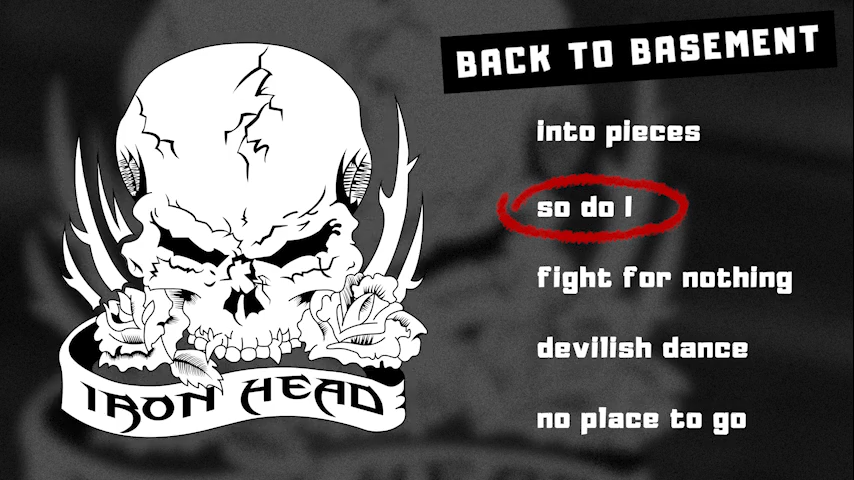 BACK TO BASEMENT
into pieces
so do I
fight for nothing
devilish dance
no place to go
IRON HEAD